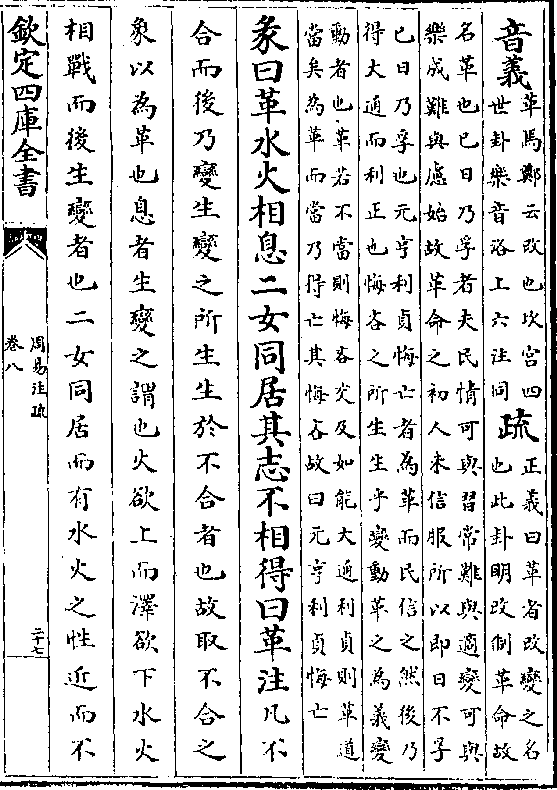 音義革馬鄭云改也坎宫四
世卦樂音洛上六注同疏正義曰革者改變之名
也此卦明改制革命故
名革也已日乃孚者夫民情可與習常難與適變可與
樂成難與慮始故革命之初人未信服所以即日不孚
已日乃孚也元亨利貞悔亡者為革而民信之然後乃
得大通而利正也悔吝之所生生乎變動革之為義變
動者也革若不當則悔吝交及如能大通利貞則革道
當矣為革而當乃得亡其悔吝故曰元亨利貞悔亡
彖曰革水火相息二女同居其志不相得曰革注凡不
合而後乃變生變之所生生於不合者也故取不合之
象以為革也息者生變之謂也火欲上而澤欲下水火
相戰而後生變者也二女同居而有水火之性近而不
欽定四庫全書
周易注疏
卷八
二十七